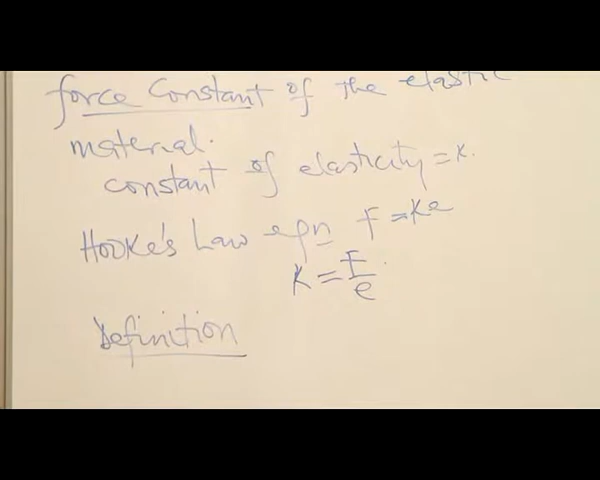 force Constant of the elastic
material.
constant of elasticity = K.
Hooke's Law eqn F = Ke
K = F/e
Definition